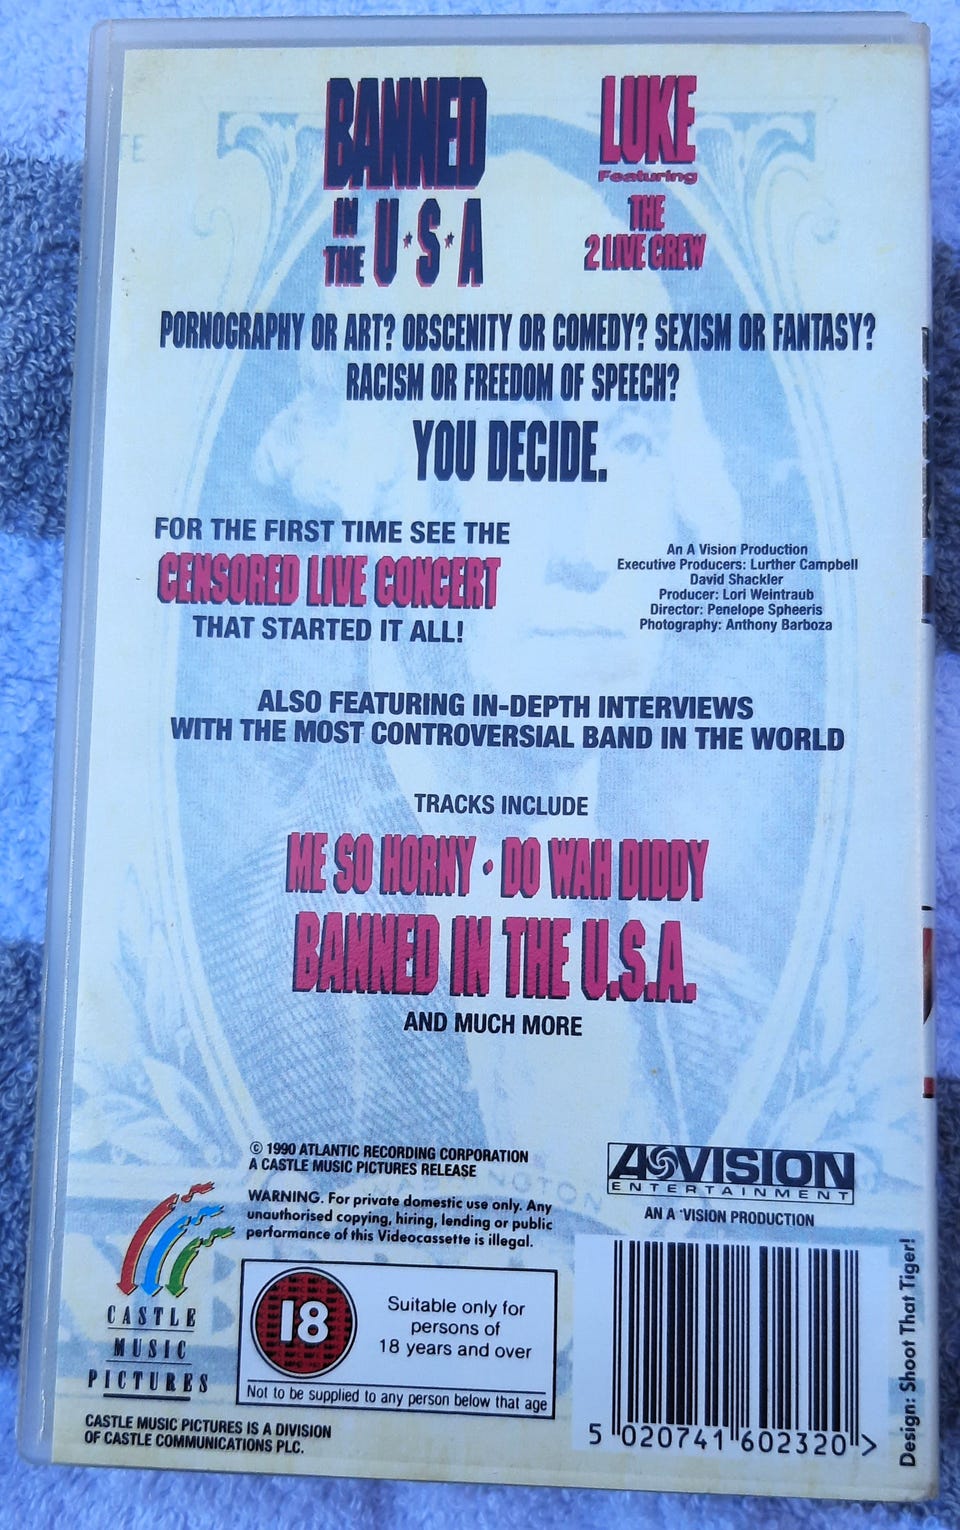 BANNED
IN
THE U·S·A
LUKE
Featuring
THE
2 LIVE CREW
PORNOGRAPHY OR ART? OBSCENITY OR COMEDY? SEXISM OR FANTASY?
RACISM OR FREEDOM OF SPEECH?
YOU DECIDE.
FOR THE FIRST TIME SEE THE
CENSORED LIVE CONCERT
THAT STARTED IT ALL!
An A Vision Production
Executive Producers: Lurther Campbell
David Shackler
Producer: Lori Weintraub
Director: Penelope Spheeris
Photography: Anthony Barboza
ALSO FEATURING IN-DEPTH INTERVIEWS
WITH THE MOST CONTROVERSIAL BAND IN THE WORLD
TRACKS INCLUDE
ME SO HORNY · DO WAH DIDDY
BANNED IN THE U.S.A.
AND MUCH MORE
© 1990 ATLANTIC RECORDING CORPORATION
A CASTLE MUSIC PICTURES RELEASE
WARNING. For private domestic use only. Any
unauthorised copying, hiring, lending or public
performance of this Videocassette is illegal.
A VISION
ENTERTAINMENT
AN A *VISION PRODUCTION
CASTLE
MUSIC
PICTURES
18
Suitable only for
persons of
18 years and over
Not to be supplied to any person below that age
CASTLE MUSIC PICTURES IS A DIVISION
OF CASTLE COMMUNICATIONS PLC.
5 020741 602320 >
Design: Shoot That Tiger!